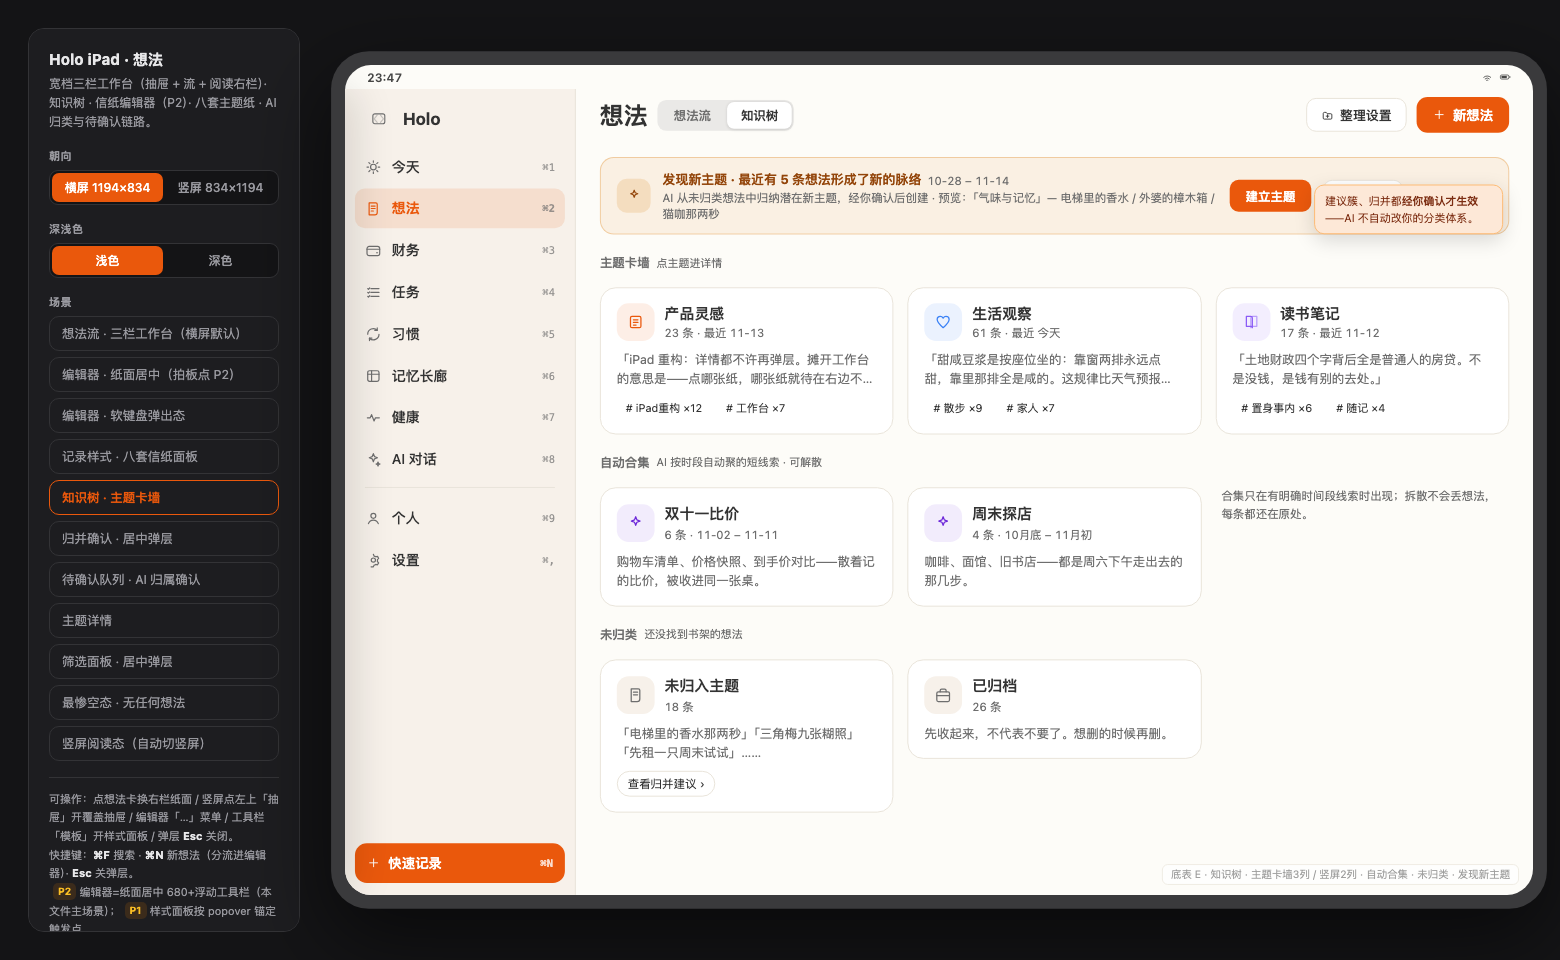 Holo iPad · 想法
宽档三栏工作台（抽屉 + 流 + 阅读右栏）·
知识树 · 信纸编辑器（P2）· 八套主题纸 · AI
归类与待确认链路。
朝向
横屏 1194×834
竖屏 834×1194
深浅色
浅色
深色
场景
想法流 · 三栏工作台（横屏默认）
编辑器 · 纸面居中（拍板点 P2）
编辑器 · 软键盘弹出态
记录样式 · 八套信纸面板
知识树 · 主题卡墙
归并确认 · 居中弹层
待确认队列 · AI 归属确认
主题详情
筛选面板 · 居中弹层
最惨空态 · 无任何想法
竖屏阅读态（自动切竖屏）
可操作：点想法卡换右栏纸面 / 竖屏点左上「抽
屉」开覆盖抽屉 / 编辑器「…」菜单 / 工具栏
「模板」开样式面板 / 弹层 Esc 关闭。
快捷键：⌘F 搜索 · ⌘N 新想法（分流进编辑
器）· Esc 关弹层。
P2 编辑器=纸面居中 680+浮动工具栏（本
文件主场景）； P1 样式面板按 popover 锚定
触发点
23:47
Holo
今天 ⌘1
想法 ⌘2
财务 ⌘3
任务 ⌘4
习惯 ⌘5
记忆长廊 ⌘6
健康 ⌘7
AI 对话 ⌘8
个人 ⌘9
设置 ⌘,
+ 快速记录 ⌘N
想法
想法流
知识树
整理设置
+ 新想法
发现新主题 · 最近有 5 条想法形成了新的脉络 10-28 – 11-14
AI 从未归类想法中归纳潜在新主题，经你确认后创建 · 预览：「气味与记忆」— 电梯里的香水 / 外婆的樟木箱 /
猫咖那两秒
建立主题
建议簇、归并都经你确认才生效
——AI 不自动改你的分类体系。
主题卡墙 点主题进详情
产品灵感
23 条 · 最近 11-13
「iPad 重构：详情都不许再弹层。摊开工作台
的意思是——点哪张纸，哪张纸就待在右边不...
# iPad重构 ×12 # 工作台 ×7
生活观察
61 条 · 最近 今天
「甜咸豆浆是按座位坐的：靠窗两排永远点
甜，靠里那排全是咸的。这规律比天气预报...
# 散步 ×9 # 家人 ×7
读书笔记
17 条 · 最近 11-12
「土地财政四个字背后全是普通人的房贷。不
是没钱，是钱有别的去处。」
# 置身事内 ×6 # 随记 ×4
自动合集 AI 按时段自动聚的短线索 · 可解散
双十一比价
6 条 · 11-02 – 11-11
购物车清单、价格快照、到手价对比——散着记
的比价，被收进同一张桌。
周末探店
4 条 · 10月底 – 11月初
咖啡、面馆、旧书店——都是周六下午走出去的
那几步。
合集只在有明确时间段线索时出现；拆散不会丢想法，
每条都还在原处。
未归类 还没找到书架的想法
未归入主题
18 条
「电梯里的香水那两秒」「三角梅九张糊照」
「先租一只周末试试」……
查看归并建议 ›
已归档
26 条
先收起来，不代表不要了。想删的时候再删。
底表 E · 知识树 · 主题卡墙3列 / 竖屏2列 · 自动合集 · 未归类 · 发现新主题